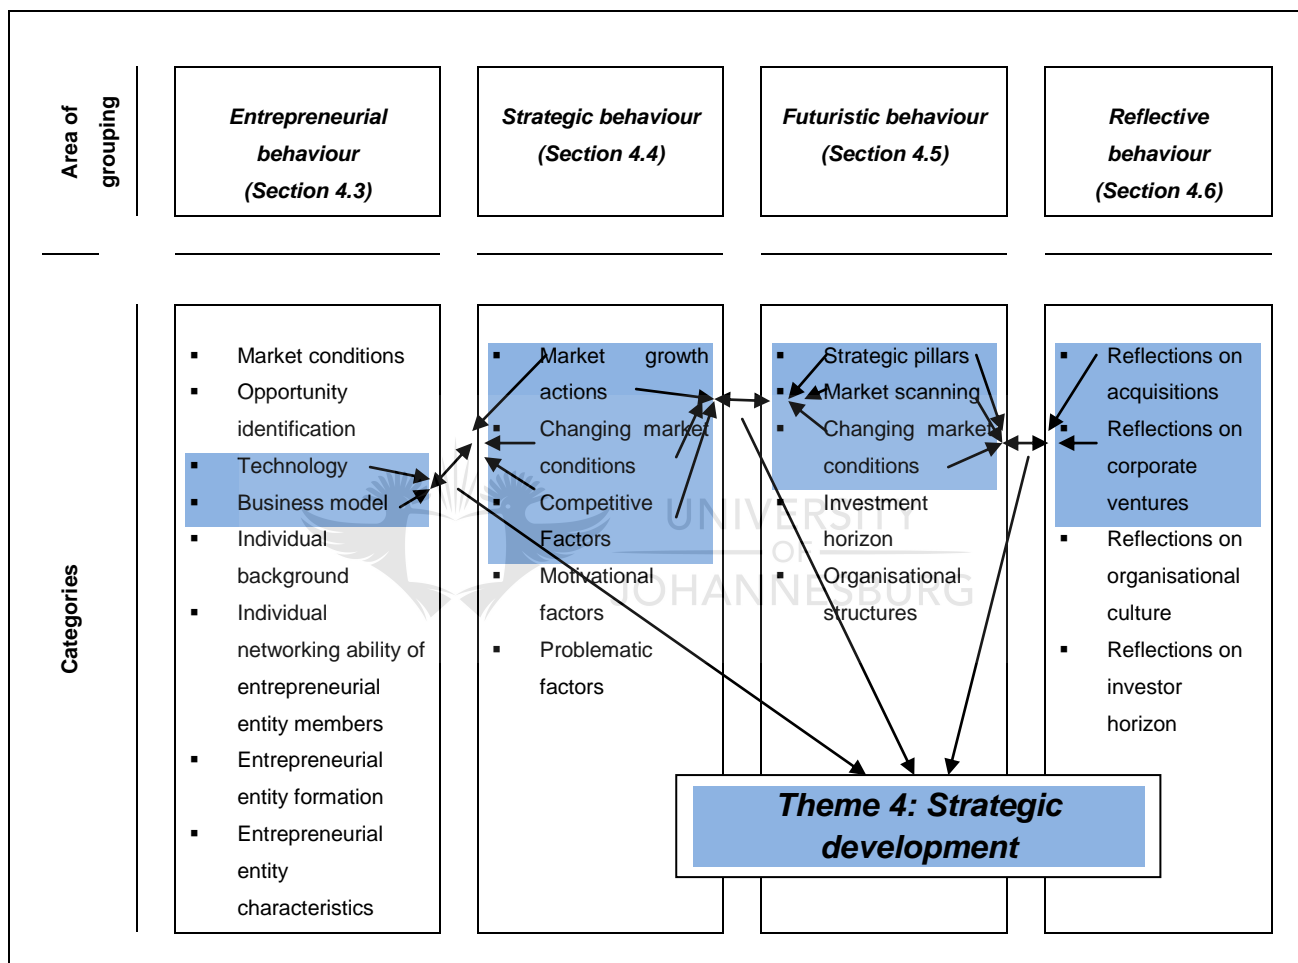 Area of
grouping
Entrepreneurial
behaviour
(Section 4.3)
Strategic behaviour
(Section 4.4)
Futuristic behaviour
(Section 4.5)
Reflective
behaviour
(Section 4.6)
Categories
▪ Market conditions
▪ Opportunity
identification
▪ Technology
▪ Business model
▪ Individual
background
▪ Individual
networking ability of
entrepreneurial
entity members
▪ Entrepreneurial
entity formation
▪ Entrepreneurial
entity
characteristics
▪ Market growth
actions
▪ Changing market
conditions
▪ Competitive
Factors
▪ Motivational
factors
▪ Problematic
factors
▪ Strategic pillars
▪ Market scanning
▪ Changing market
conditions
▪ Investment
horizon
▪ Organisational
structures
▪ Reflections on
acquisitions
▪ Reflections on
corporate
ventures
▪ Reflections on
organisational
culture
▪ Reflections on
investor
horizon
UNIVERSITY
OF
JOHANNESBURG
Theme 4: Strategic
development